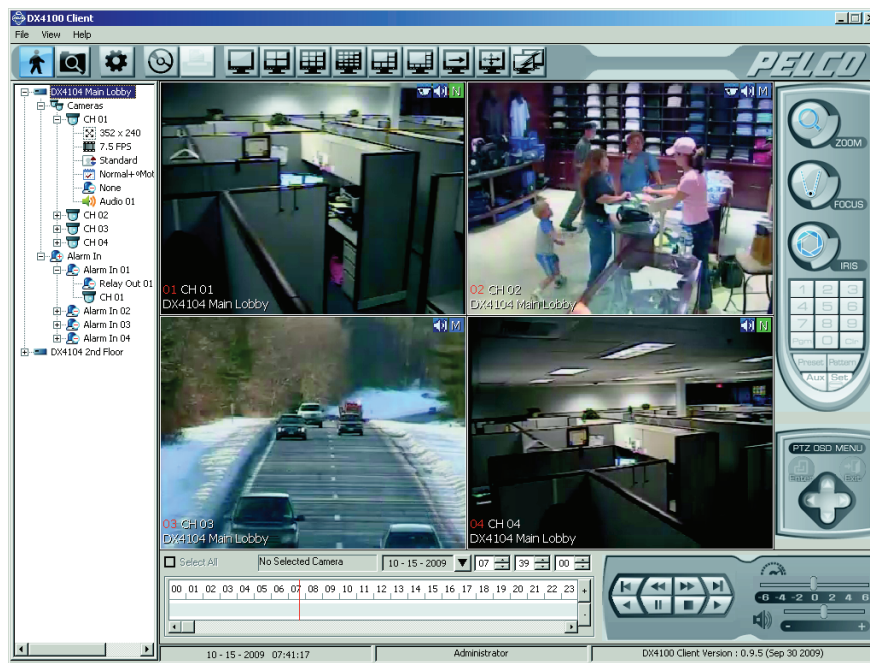 DX4100 Client
File View Help
PELCO
DX4104 Main Lobby
Cameras
CH 01
352 x 240
7.5 FPS
Standard
Normal+
None
Audio 01
CH 02
CH 03
CH 04
Alarm In
Alarm In 01
Relay Out 01
CH 01
Alarm In 02
Alarm In 03
Alarm In 04
DX4104 2nd Floor
N
01 CH 01
DX4104 Main Lobby
M
02 CH 02
DX4104 Main Lobby
M
03 CH 03
DX4104 Main Lobby
N
04 CH 04
DX4104 Main Lobby
ZOOM
FOCUS
IRIS
1 2 3
4 5 6
7 8 9
Pgm 0 Clr
Preset Pattern
Aux Set
PTZ OSD MENU
Enter Exit
Select All No Selected Camera 10 - 15 - 2009 07 39 00
00 01 02 03 04 05 06 07 08 09 10 11 12 13 14 15 16 17 18 19 20 21 22 23
+
-
-6 -4 -2 0 2 4 6
- +
10 - 15 - 2009 07:41:17 Administrator DX4100 Client Version : 0.9.5 (Sep 30 2009)